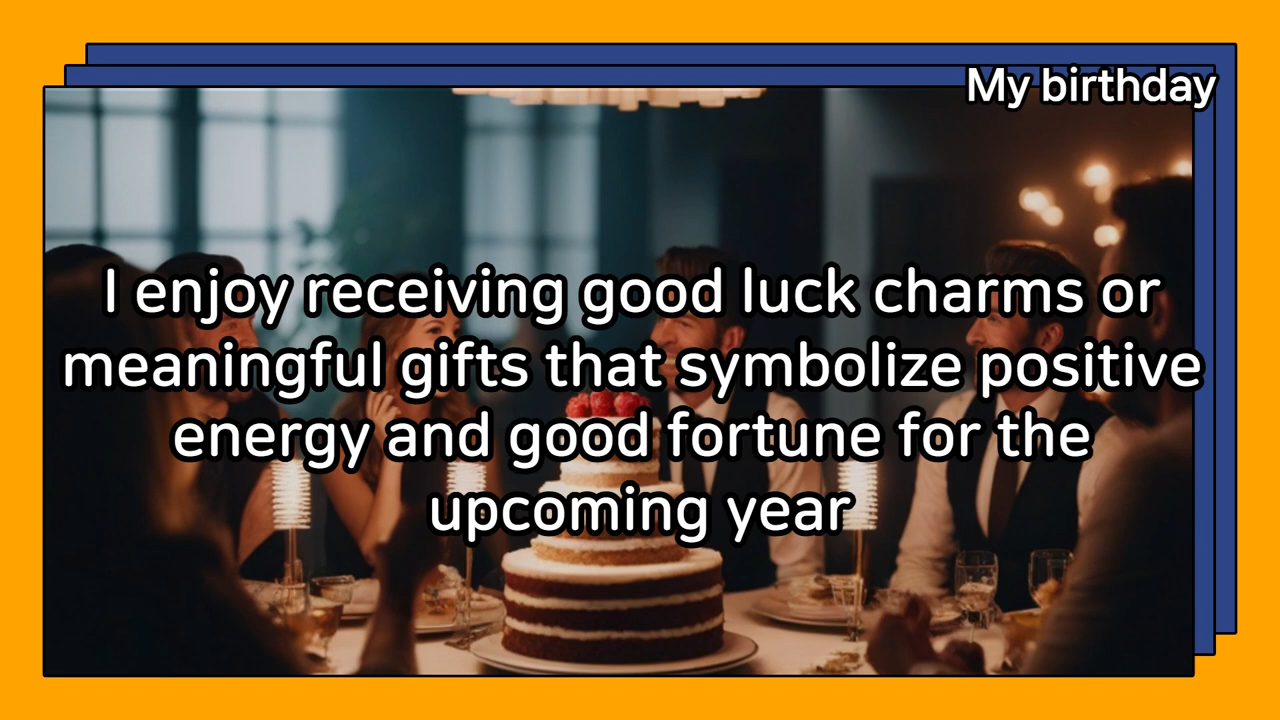 My birthday
I enjoy receiving good luck charms or
meaningful gifts that symbolize positive
energy and good fortune for the
upcoming year